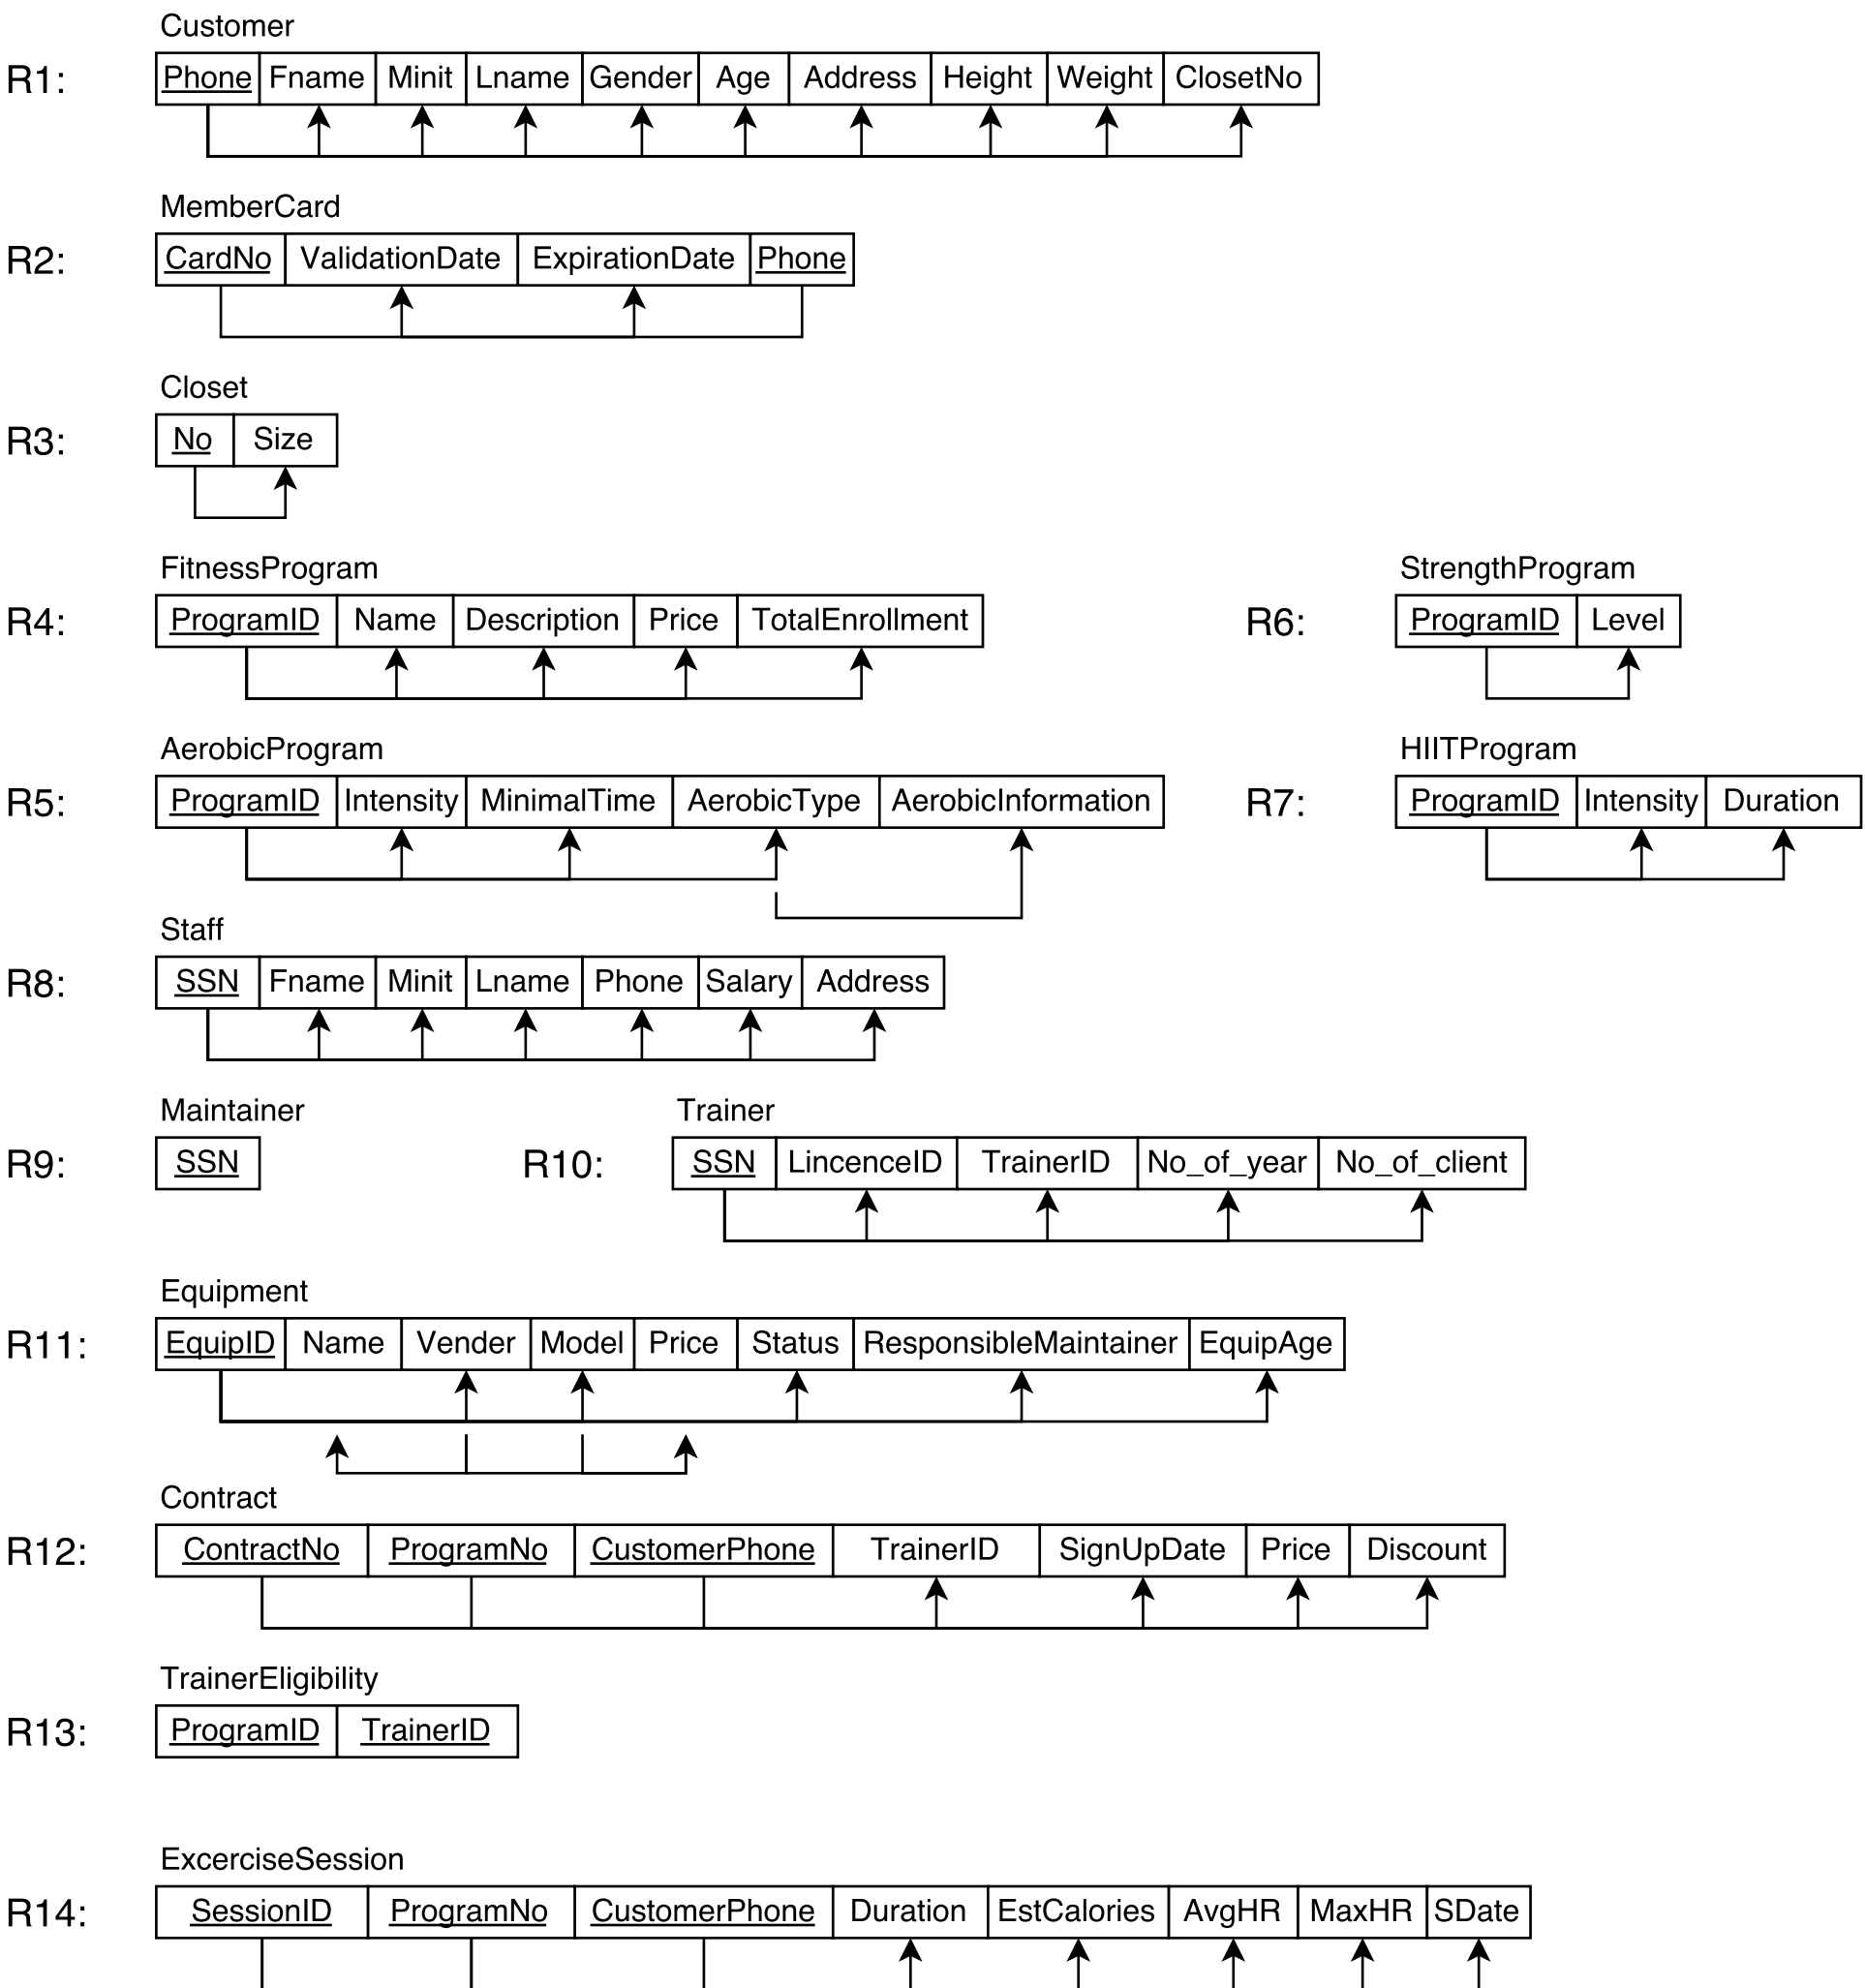 Customer
R1: Phone Fname Minit Lname Gender Age Address Height Weight ClosetNo
MemberCard
R2: CardNo ValidationDate ExpirationDate Phone
Closet
R3: No Size
FitnessProgram
R4: ProgramID Name Description Price TotalEnrollment
StrengthProgram
R6: ProgramID Level
AerobicProgram
R5: ProgramID Intensity MinimalTime AerobicType AerobicInformation
HIITProgram
R7: ProgramID Intensity Duration
Staff
R8: SSN Fname Minit Lname Phone Salary Address
Maintainer
R9: SSN
Trainer
R10: SSN LincenceID TrainerID No_of_year No_of_client
Equipment
R11: EquipID Name Vender Model Price Status ResponsibleMaintainer EquipAge
Contract
R12: ContractNo ProgramNo CustomerPhone TrainerID SignUpDate Price Discount
TrainerEligibility
R13: ProgramID TrainerID
ExcerciseSession
R14: SessionID ProgramNo CustomerPhone Duration EstCalories AvgHR MaxHR SDate